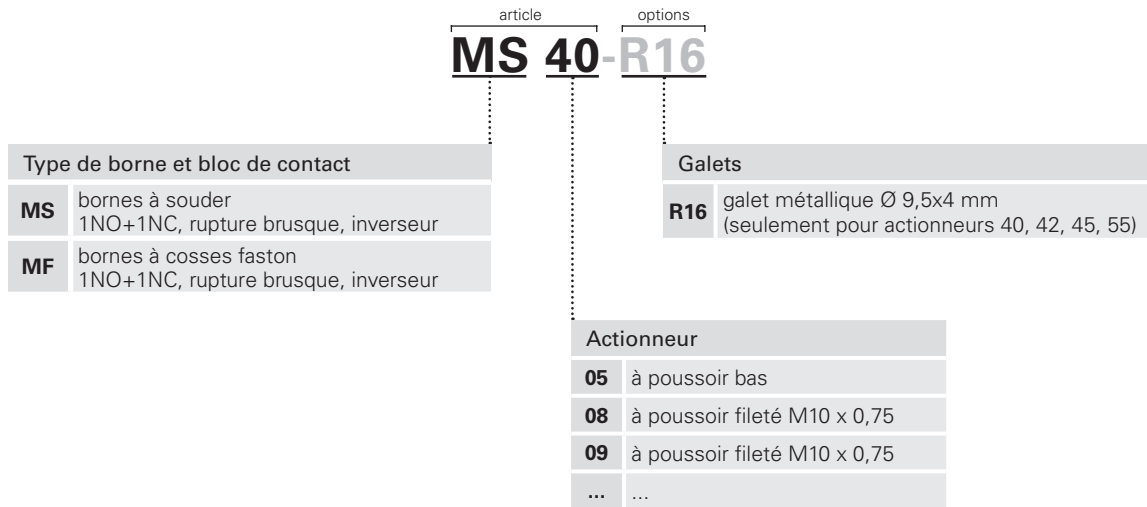 article options
MS 40-R16
Type de borne et bloc de contact
MS bornes à souder
1NO+1NC, rupture brusque, inverseur
MF bornes à cosses faston
1NO+1NC, rupture brusque, inverseur
Galets
R16 galet métallique Ø 9,5x4 mm
(seulement pour actionneurs 40, 42, 45, 55)
Actionneur
05 à poussoir bas
08 à poussoir fileté M10 x 0,75
09 à poussoir fileté M10 x 0,75
... ...